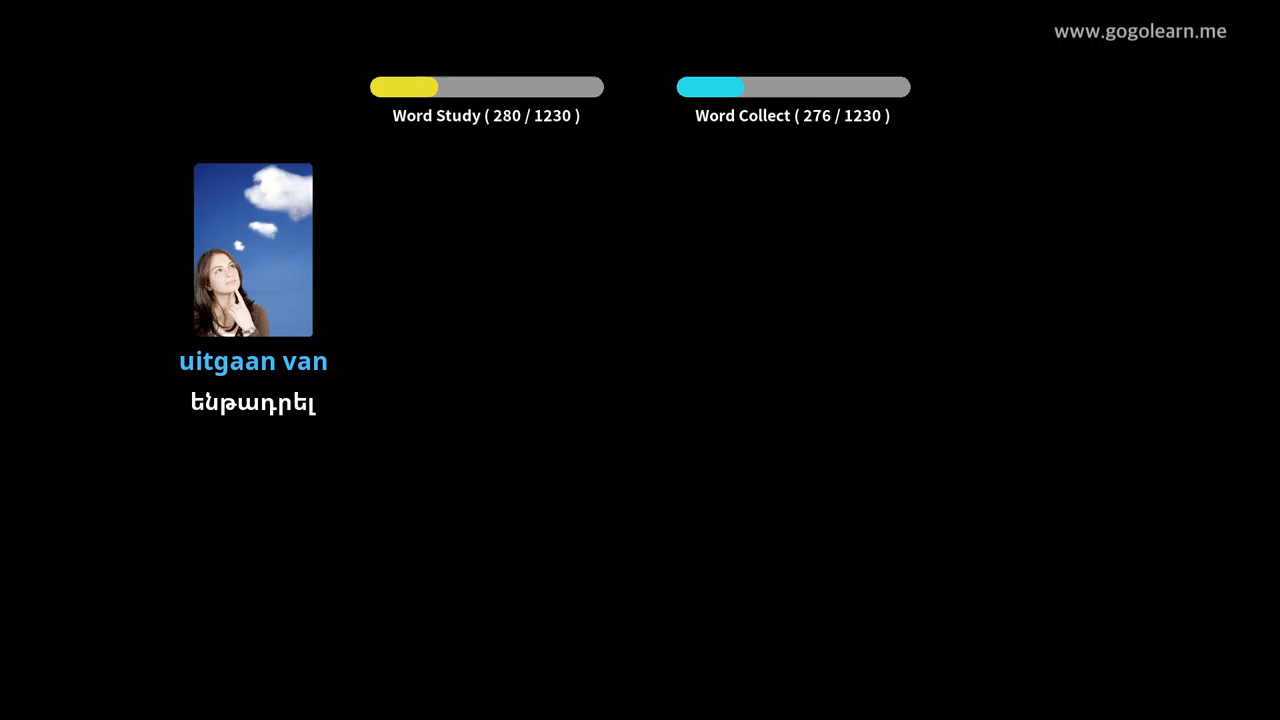 www.gogolearn.me
Word Study ( 280 / 1230 )
Word Collect ( 276 / 1230 )
uitgaan van
ենթադրել